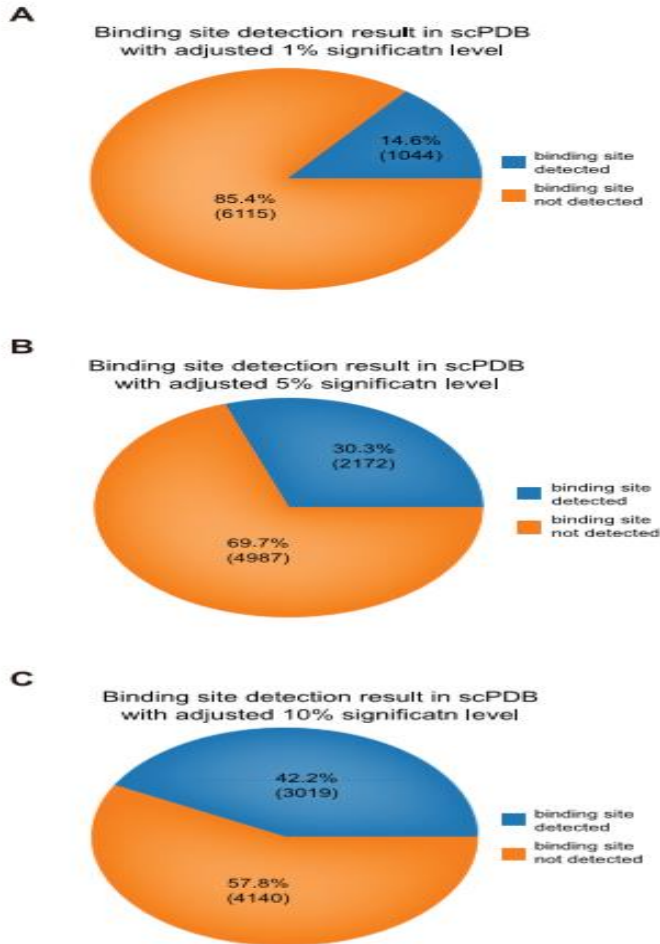 A
Binding site detection result in scPDB
with adjusted 1% significatn level
14.6%
(1044)
85.4%
(6115)
binding site
detected
binding site
not detected
B
Binding site detection result in scPDB
with adjusted 5% significatn level
30.3%
(2172)
69.7%
(4987)
binding site
detected
binding site
not detected
C
Binding site detection result in scPDB
with adjusted 10% significatn level
42.2%
(3019)
57.8%
(4140)
binding site
detected
binding site
not detected